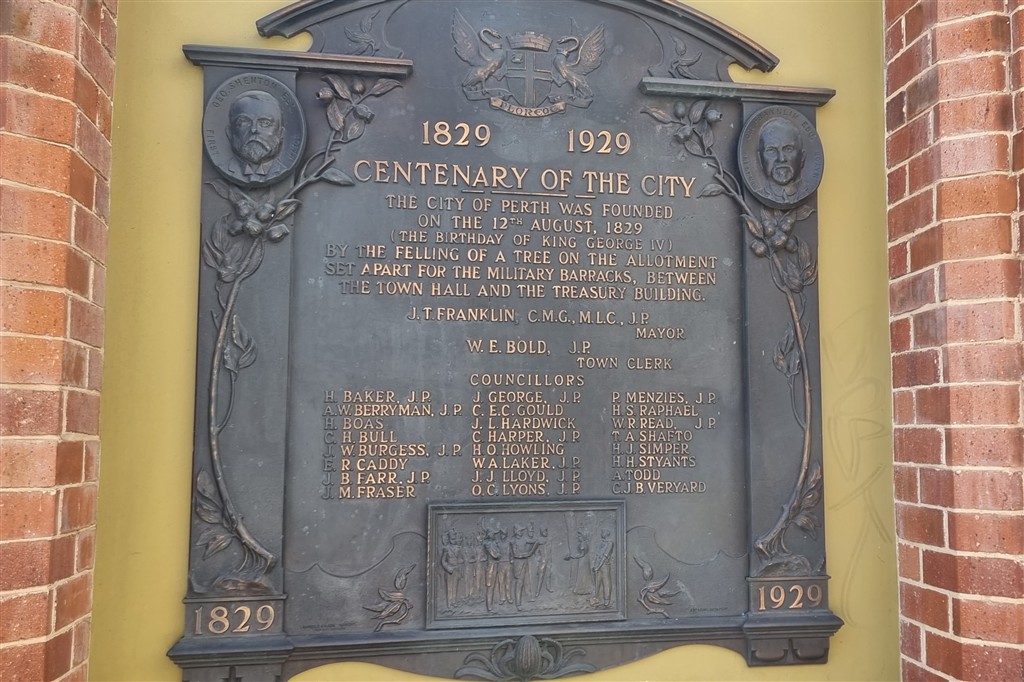 FLOREAT
GEO. SHENTON
1829 1929
CENTENARY OF THE CITY
THE CITY OF PERTH WAS FOUNDED
ON THE 12TH AUGUST, 1829
(THE BIRTHDAY OF KING GEORGE IV)
BY THE FELLING OF A TREE ON THE ALLOTMENT
SET APART FOR THE MILITARY BARRACKS, BETWEEN
THE TOWN HALL AND THE TREASURY BUILDING.
J.T. FRANKLIN, C.M.G., M.L.C., J.P.
MAYOR
W.E. BOLD, J.P.
TOWN CLERK
COUNCILLORS
H. BAKER, J.P.
A.W. BERRYMAN, J.P.
H. BOAS
C. H. BULL
J. W. BURGESS, J.P.
E. R. CADDY
J. B. FARR, J.P.
J. M. FRASER
J. GEORGE, J.P.
C. E. C. GOULD
J. L. HARDWICK
C. HARPER, J.P.
H O HOWLING
W.A. LAKER, J.P.
J. J. LLOYD, J.P.
O. C. LYONS, J.P.
P. MENZIES, J.P.
H S RAPHAEL
W.R READ, J.P.
T. A SHAFTO
H J SIMPER
H H STYANTS
A. TODD
C.J B VERYARD
1829
1929